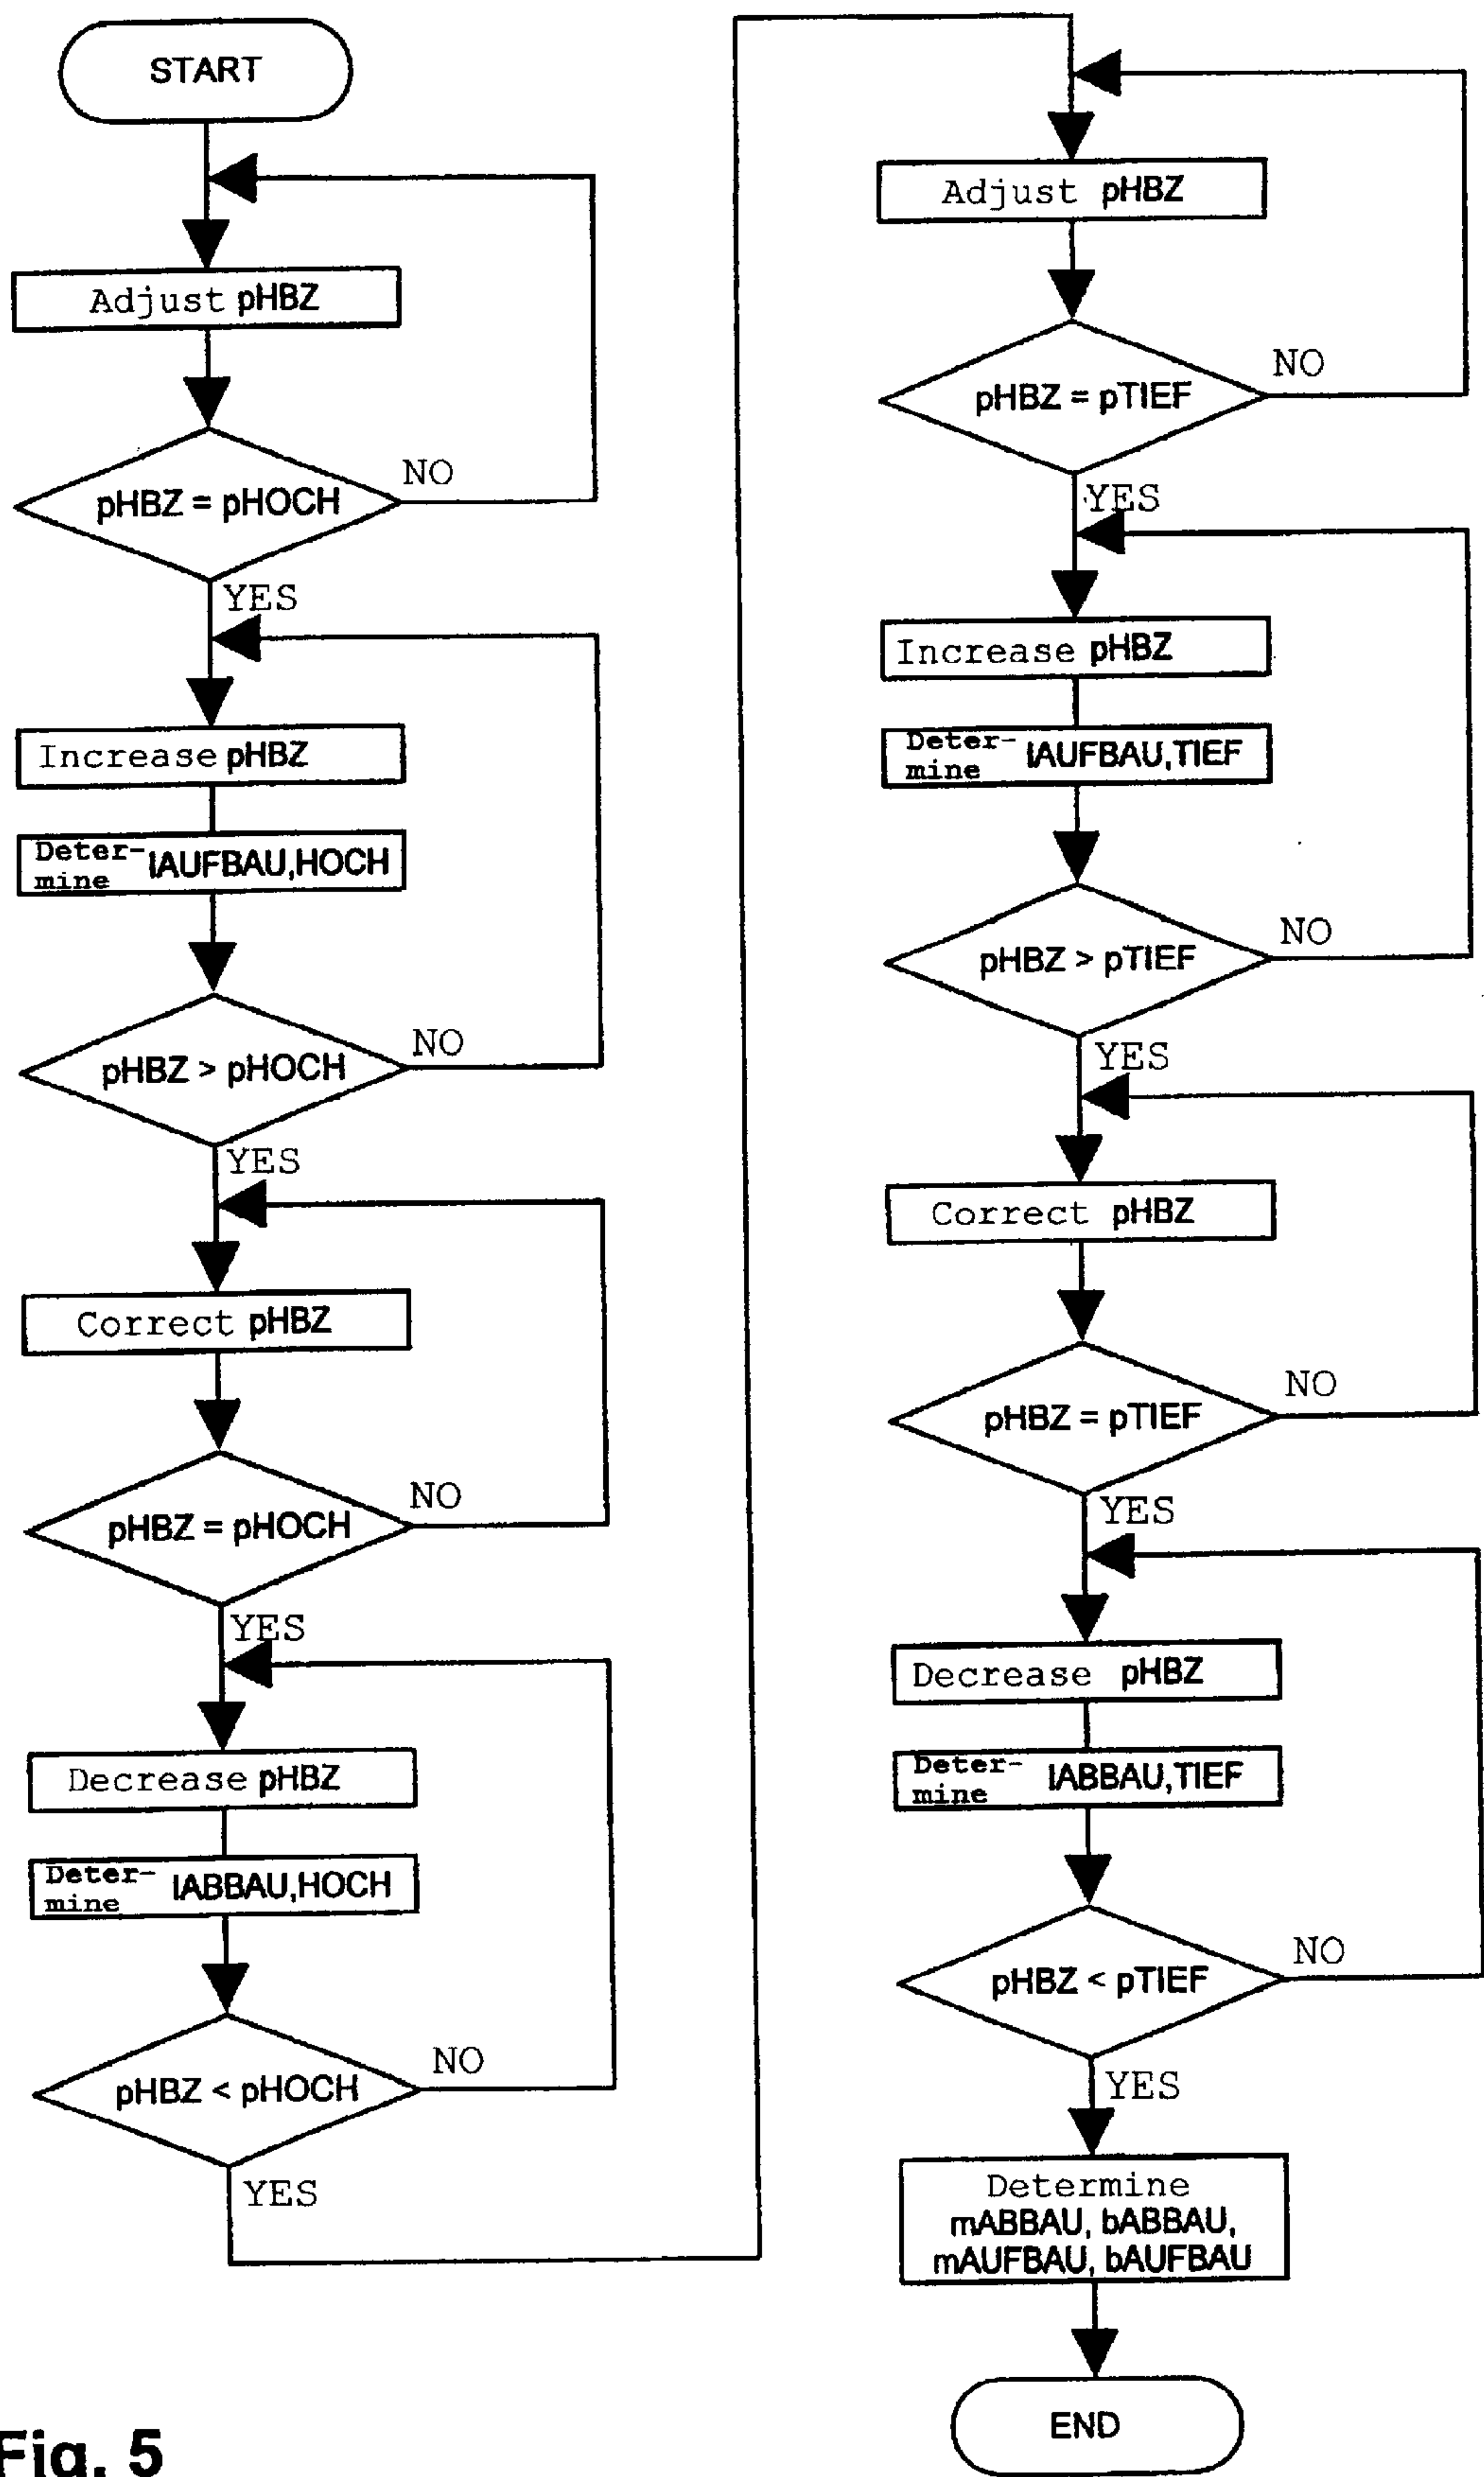 START
Adjust pHBZ
pHBZ = pHOCH
NO
YES
Increase pHBZ
Deter-
mine IAUFBAU,HOCH
pHBZ > pHOCH
NO
YES
Correct pHBZ
pHBZ = pHOCH
NO
YES
Decrease pHBZ
Deter-
mine IABBAU,HOCH
pHBZ < pHOCH
NO
YES
Adjust pHBZ
pHBZ = pTIEF
NO
YES
Increase pHBZ
Deter-
mine IAUFBAU,TIEF
pHBZ > pTIEF
NO
YES
Correct pHBZ
pHBZ = pTIEF
NO
YES
Decrease pHBZ
Deter-
mine IABBAU,TIEF
pHBZ < pTIEF
NO
YES
Determine
mABBAU, bABBAU,
mAUFBAU, bAUFBAU
END
Fig. 5